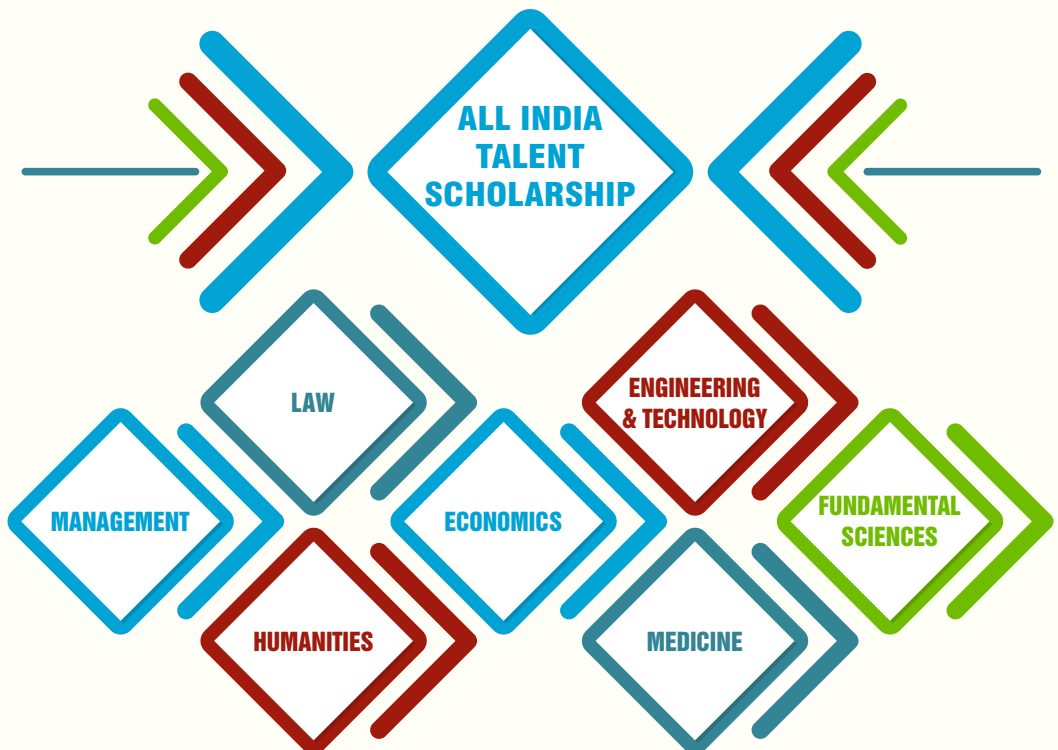 ALL INDIA
TALENT
SCHOLARSHIP
LAW
ENGINEERING
& TECHNOLOGY
MANAGEMENT
ECONOMICS
FUNDAMENTAL
SCIENCES
HUMANITIES
MEDICINE